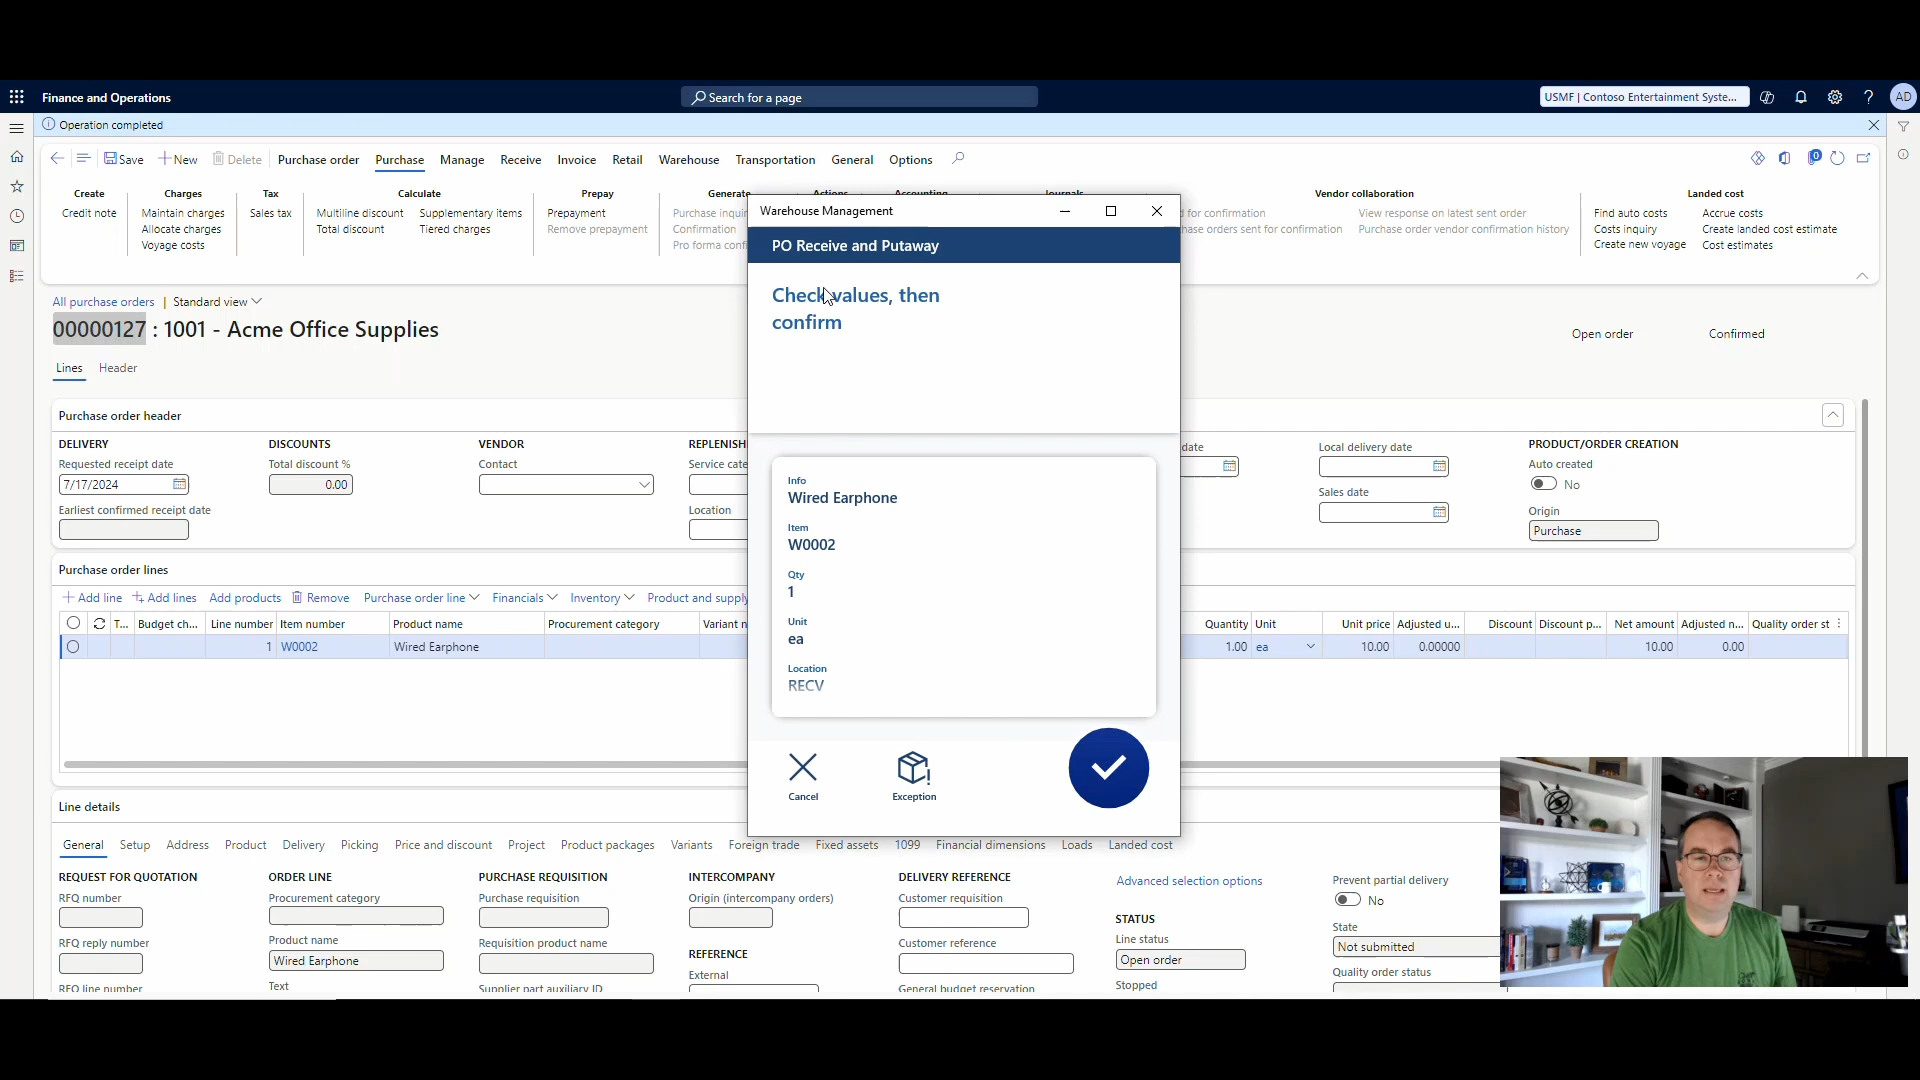 Finance and Operations
Search for a page
USMF | Contoso Entertainment Syste...
AD
Operation completed
Save
New
Delete
Purchase order
Purchase
Manage
Receive
Invoice
Retail
Warehouse
Transportation
General
Options
0
Create
Credit note
Charges
Maintain charges
Allocate charges
Voyage costs
Tax
Sales tax
Calculate
Multiline discount
Total discount
Supplementary items
Tiered charges
Prepay
Prepayment
Remove prepayment
Generate
Purchase inqui
Confirmation
Pro forma conf
Actions
Accounting
Journals
Vendor collaboration
d for confirmation
hase orders sent for confirmation
View response on latest sent order
Purchase order vendor confirmation history
Landed cost
Find auto costs
Costs inquiry
Create new voyage
Accrue costs
Create landed cost estimate
Cost estimates
All purchase orders | Standard view
00000127 : 1001 - Acme Office Supplies
Open order
Confirmed
Lines
Header
Purchase order header
DELIVERY
Requested receipt date
7/17/2024
Earliest confirmed receipt date
DISCOUNTS
Total discount %
0.00
VENDOR
Contact
REPLENISH
Service cate
Location
date
Local delivery date
Sales date
PRODUCT/ORDER CREATION
Auto created
No
Origin
Purchase
Purchase order lines
Add line
Add lines
Add products
Remove
Purchase order line
Financials
Inventory
Product and supply
T...
Budget ch...
Line number
Item number
Product name
Procurement category
Variant n
Quantity
Unit
Unit price
Adjusted u...
Discount
Discount p...
Net amount
Adjusted n...
Quality order st
1
W0002
Wired Earphone
1.00
ea
10.00
0.00000
10.00
0.00
Warehouse Management
PO Receive and Putaway
Check values, then
confirm
Info
Wired Earphone
Item
W0002
Qty
1
Unit
ea
Location
RECV
Cancel
Exception
Line details
General
Setup
Address
Product
Delivery
Picking
Price and discount
Project
Product packages
Variants
Foreign trade
Fixed assets
1099
Financial dimensions
Loads
Landed cost
REQUEST FOR QUOTATION
RFQ number
RFQ reply number
RFQ line number
ORDER LINE
Procurement category
Product name
Wired Earphone
Text
PURCHASE REQUISITION
Purchase requisition
Requisition product name
Supplier part auxiliary ID
INTERCOMPANY
Origin (intercompany orders)
REFERENCE
External
DELIVERY REFERENCE
Customer requisition
Customer reference
General budget reservation
Advanced selection options
STATUS
Line status
Open order
Stopped
Prevent partial delivery
No
State
Not submitted
Quality order status